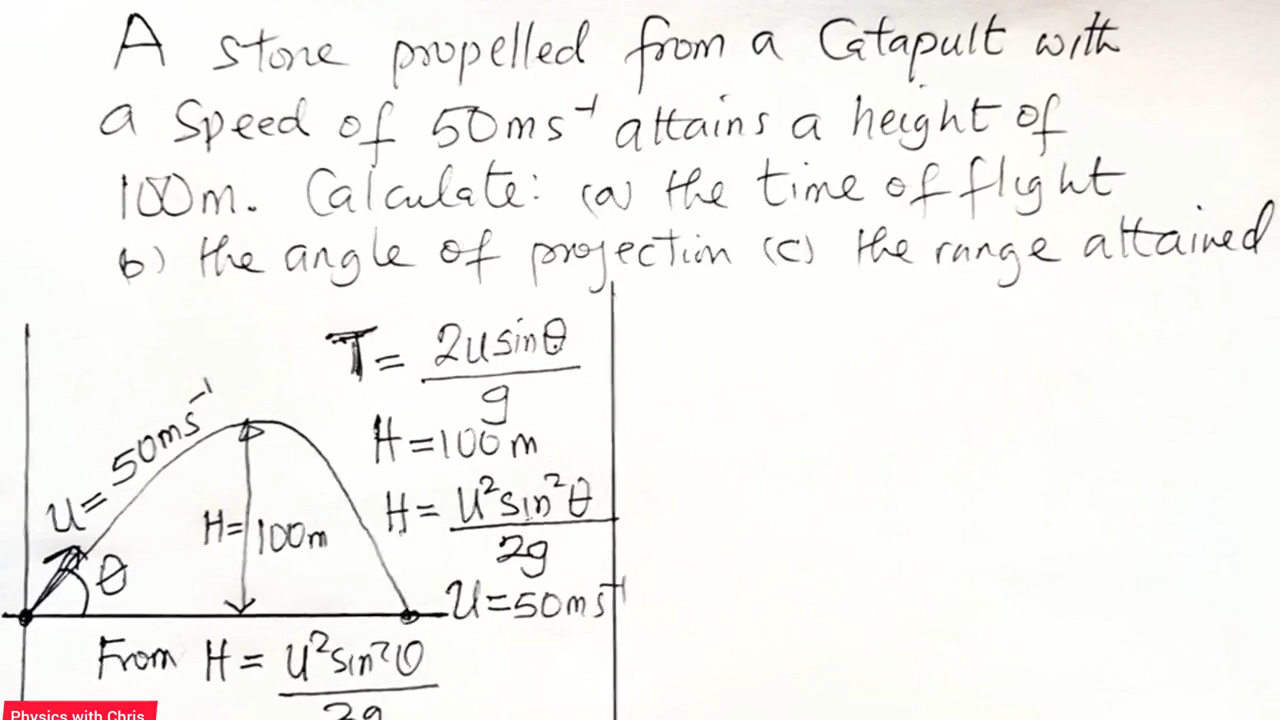 A stone propelled from a Catapult with
a Speed of 50ms⁻¹ attains a height of
100m. Calculate: (a) the time of flight
b) the angle of projection (c) the range attained
T = 2usinθ
g
H = 100m
H = u²sin²θ
2g
u = 50ms⁻¹
u = 50ms⁻¹
H = 100m
θ
From H = u²sin²θ
2g
Physics with Chris